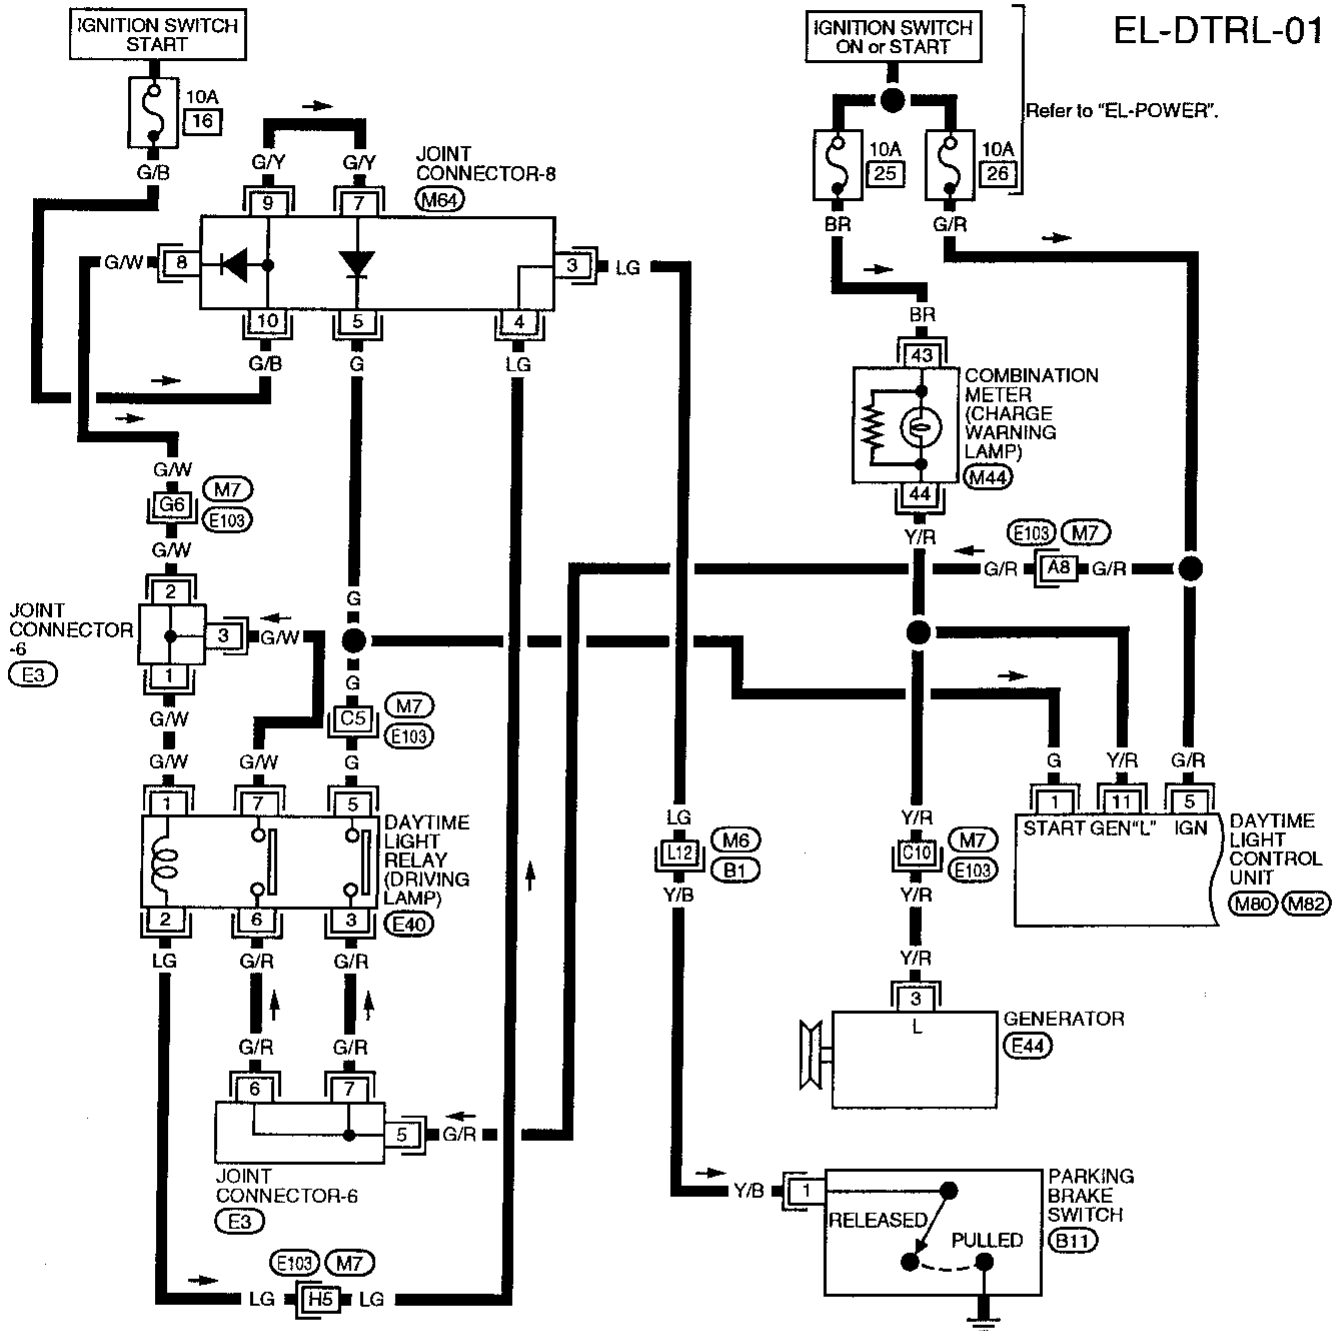 IGNITION SWITCH
START
IGNITION SWITCH
ON or START
EL-DTRL-01
10A
16
Refer to "EL-POWER".
G/B
G/Y
G/Y
JOINT
CONNECTOR-8
M64
10A
25
10A
26
9
7
BR
G/R
G/W
8
3
LG
10
5
4
G/B
G
LG
BR
43
COMBINATION
METER
(CHARGE
WARNING
LAMP)
M44
44
Y/R
G/W
G6
M7
E103
G/W
E103
M7
G/R
A8
G/R
2
JOINT
CONNECTOR
-6
E3
3
G/W
1
G
G
G/W
C5
M7
E103
G/W
G/W
G
G
Y/R
G/R
1
7
5
1
11
5
START
GEN"L"
IGN
DAYTIME
LIGHT
RELAY
(DRIVING
LAMP)
E40
LG
L12
M6
B1
Y/B
Y/R
C10
M7
E103
Y/R
DAYTIME
LIGHT
CONTROL
UNIT
M80
M82
2
6
3
LG
G/R
G/R
Y/R
3
L
GENERATOR
E44
G/R
G/R
6
7
5
G/R
JOINT
CONNECTOR-6
E3
Y/B
1
RELEASED
PULLED
PARKING
BRAKE
SWITCH
B11
E103
M7
LG
H5
LG